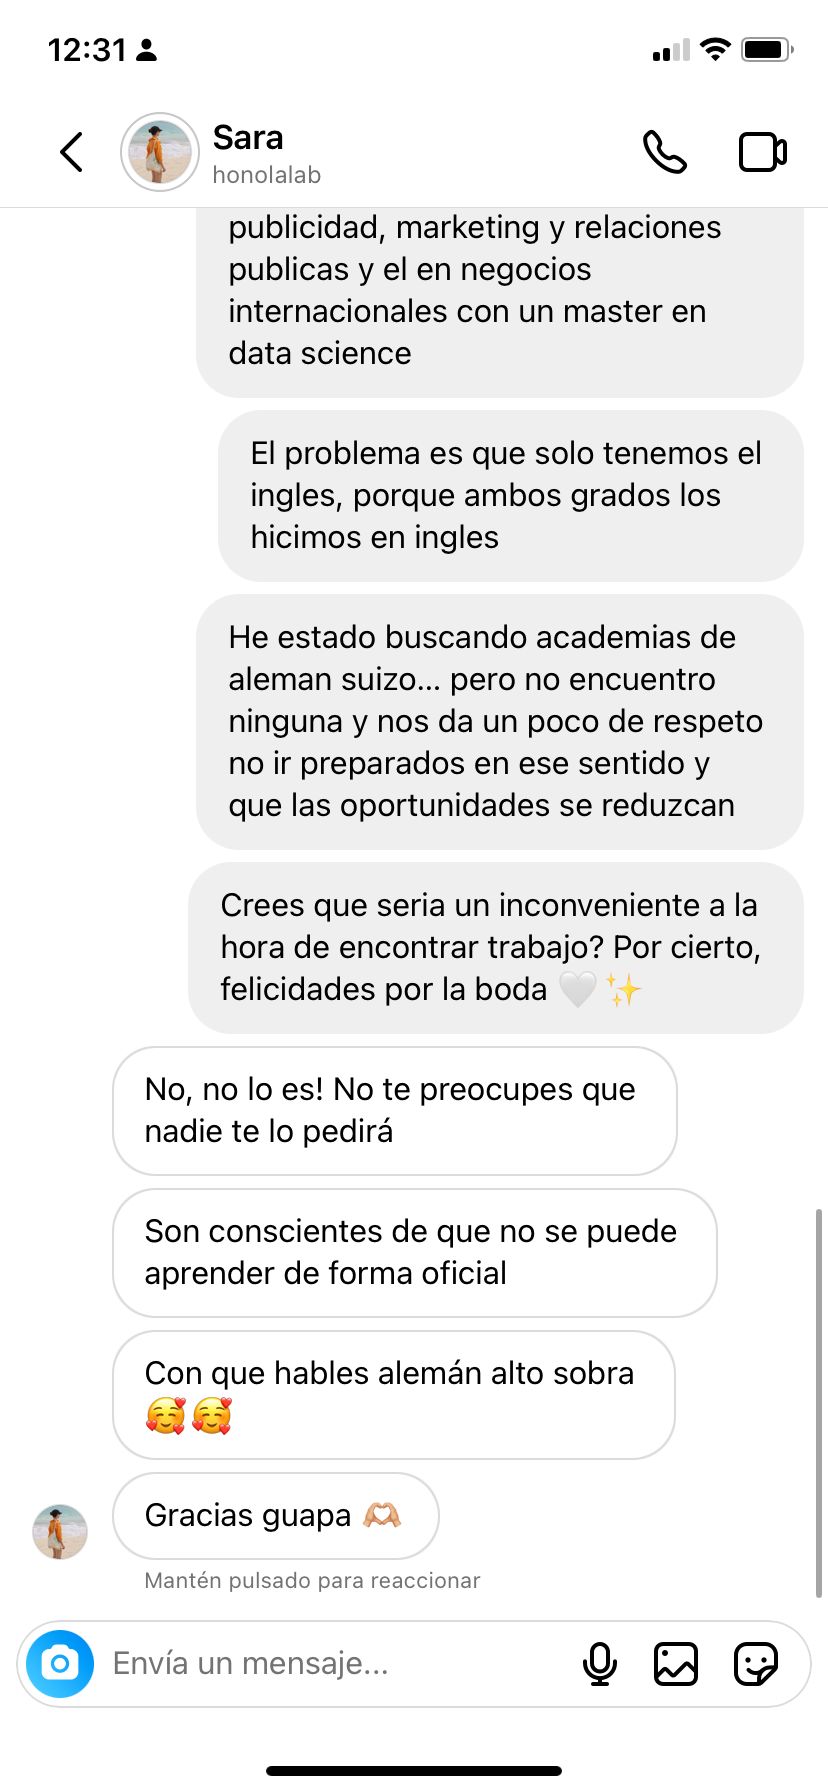 12:31
Sara
honolalab
publicidad, marketing y relaciones
publicas y el en negocios
internacionales con un master en
data science
El problema es que solo tenemos el
ingles, porque ambos grados los
hicimos en ingles
He estado buscando academias de
aleman suizo... pero no encuentro
ninguna y nos da un poco de respeto
no ir preparados en ese sentido y
que las oportunidades se reduzcan
Crees que seria un inconveniente a la
hora de encontrar trabajo? Por cierto,
felicidades por la boda 🤍✨
No, no lo es! No te preocupes que
nadie te lo pedirá
Son conscientes de que no se puede
aprender de forma oficial
Con que hables alemán alto sobra
🥰🥰
Gracias guapa 🫶🏼
Mantén pulsado para reaccionar
Envía un mensaje...